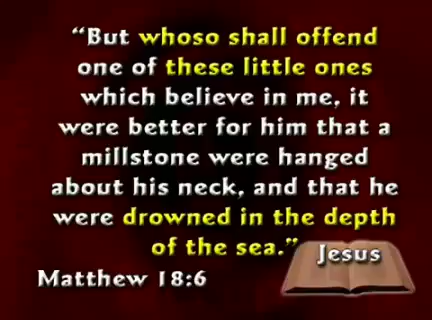 “But whoso shall offend
one of these little ones
which believe in me, it
were better for him that a
millstone were hanged
about his neck, and that he
were drowned in the depth
of the sea.”
Jesus
Matthew 18:6